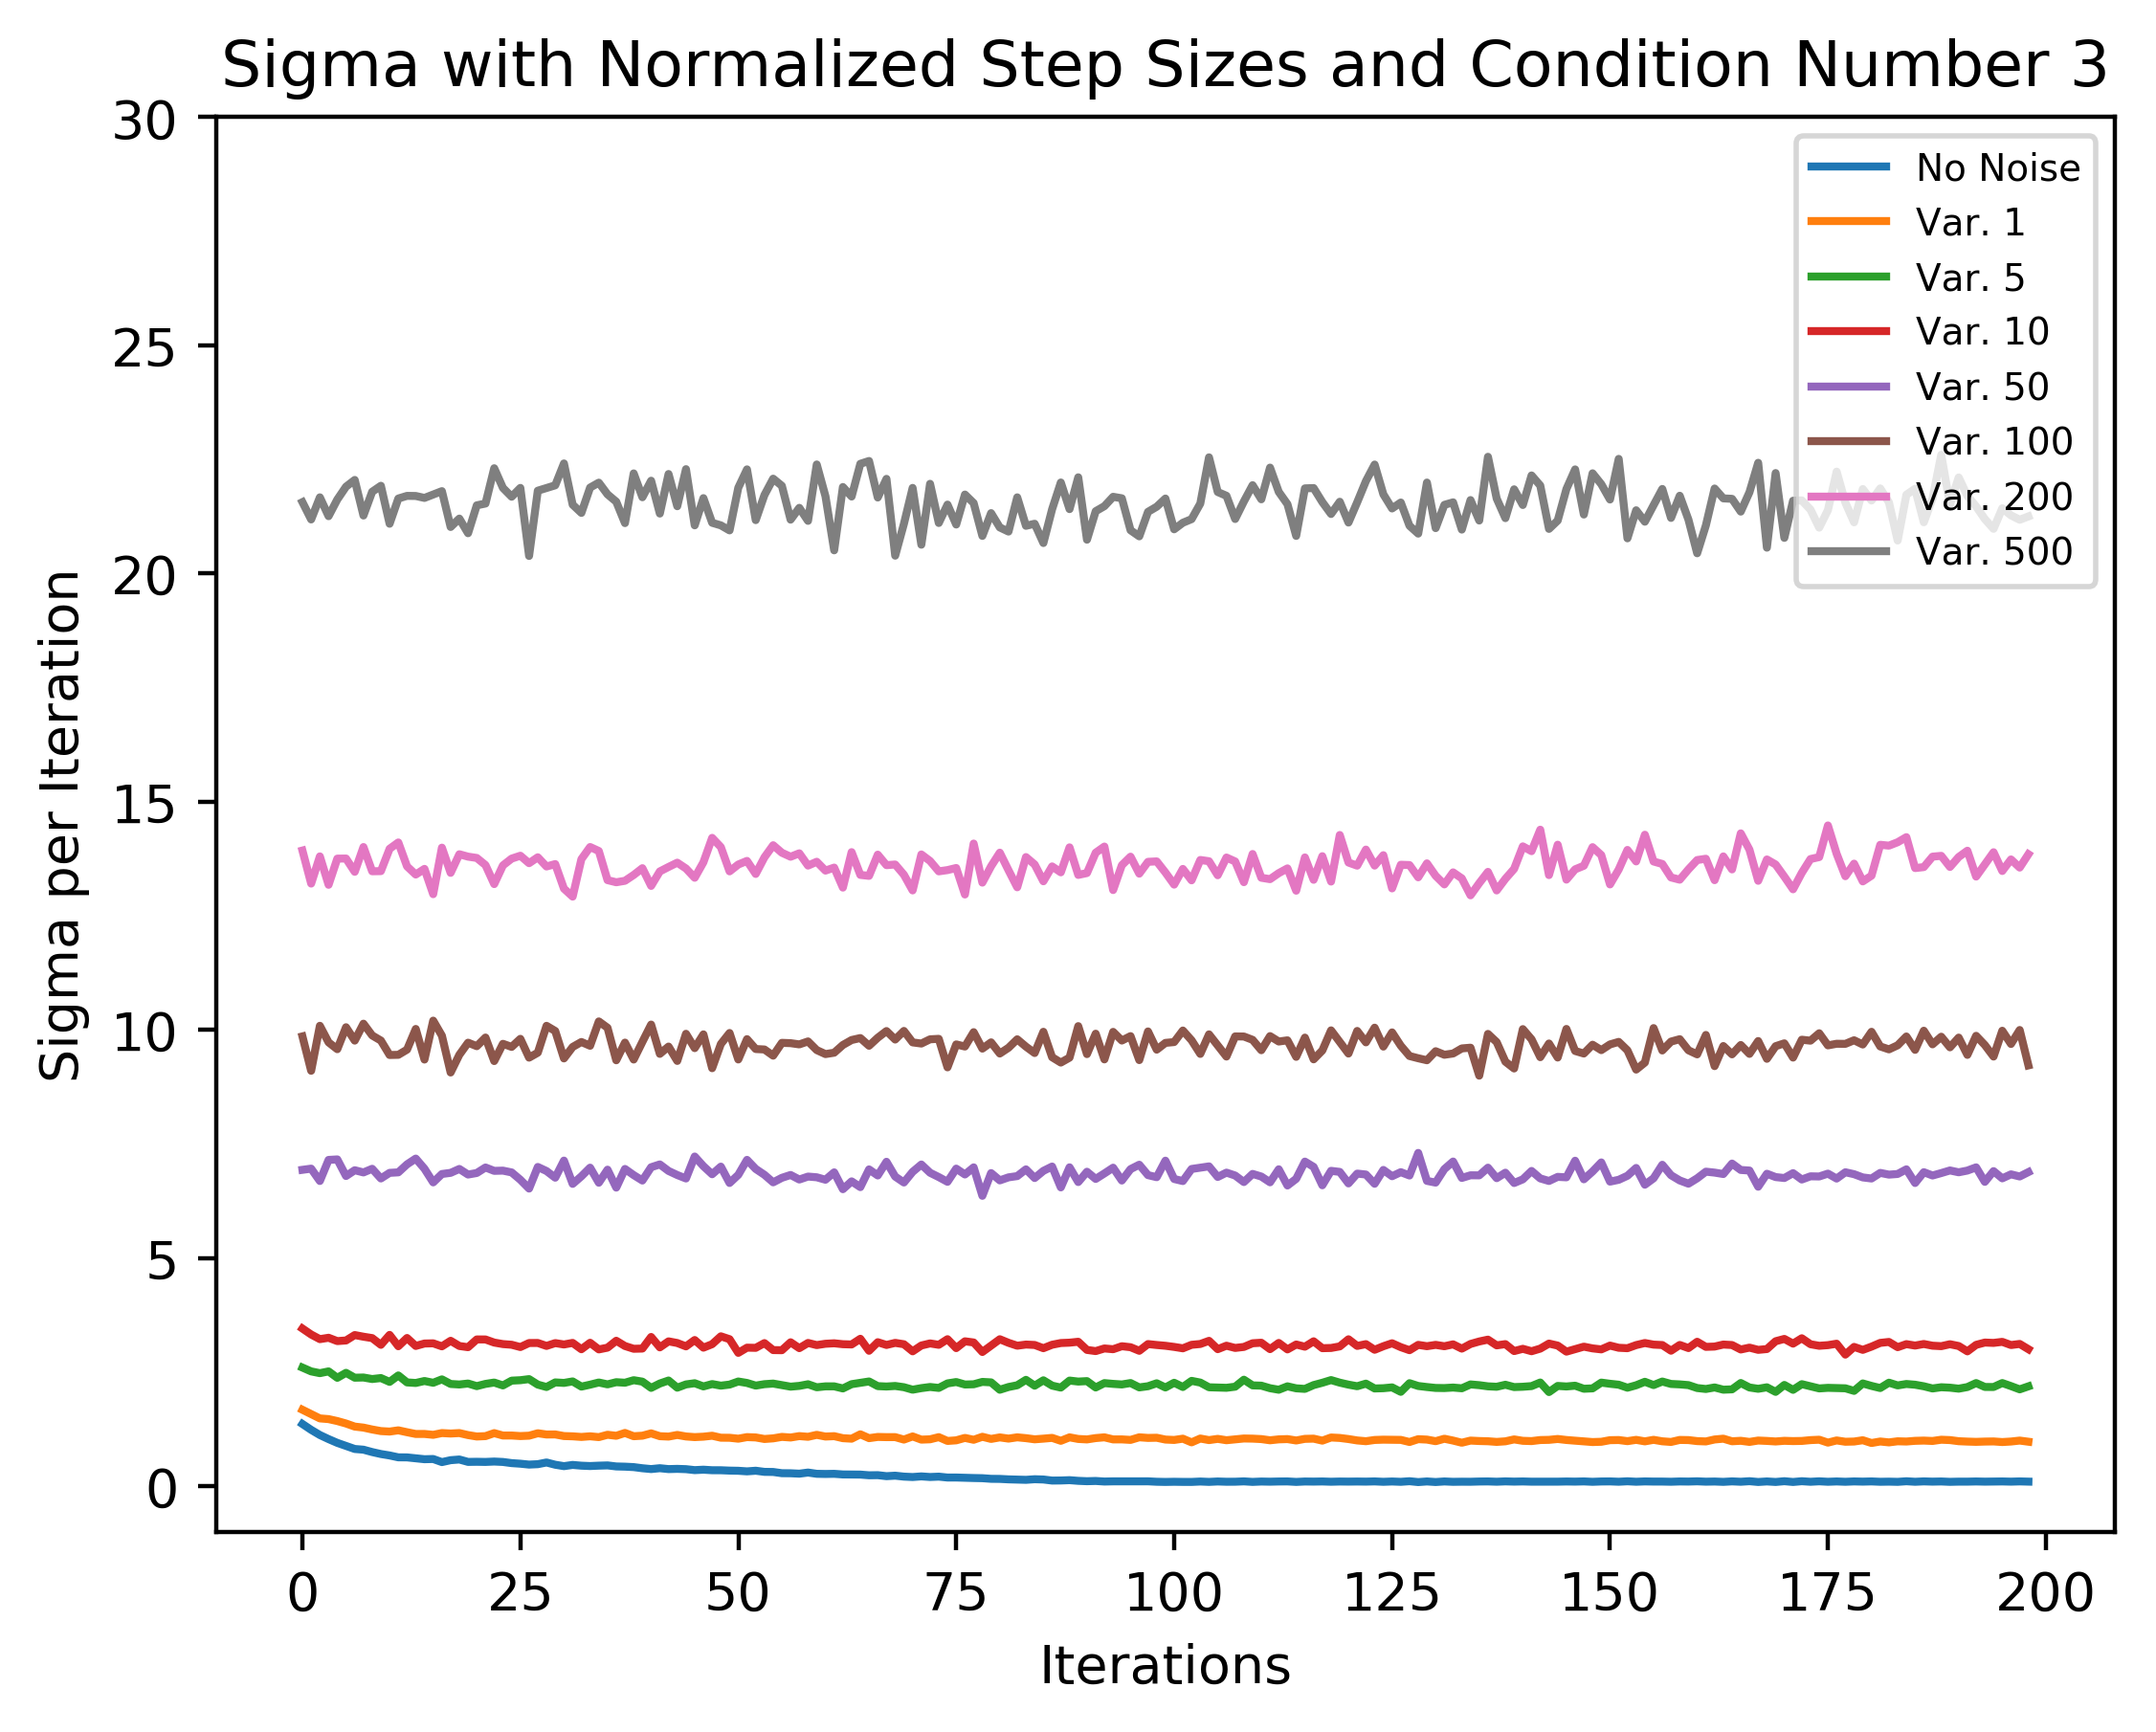 Sigma with Normalized Step Sizes and Condition Number 3
30
25
20
15
10
5
0
Sigma per Iteration
No Noise
Var. 1
Var. 5
Var. 10
Var. 50
Var. 100
Var. 200
Var. 500
0 25 50 75 100 125 150 175 200
Iterations